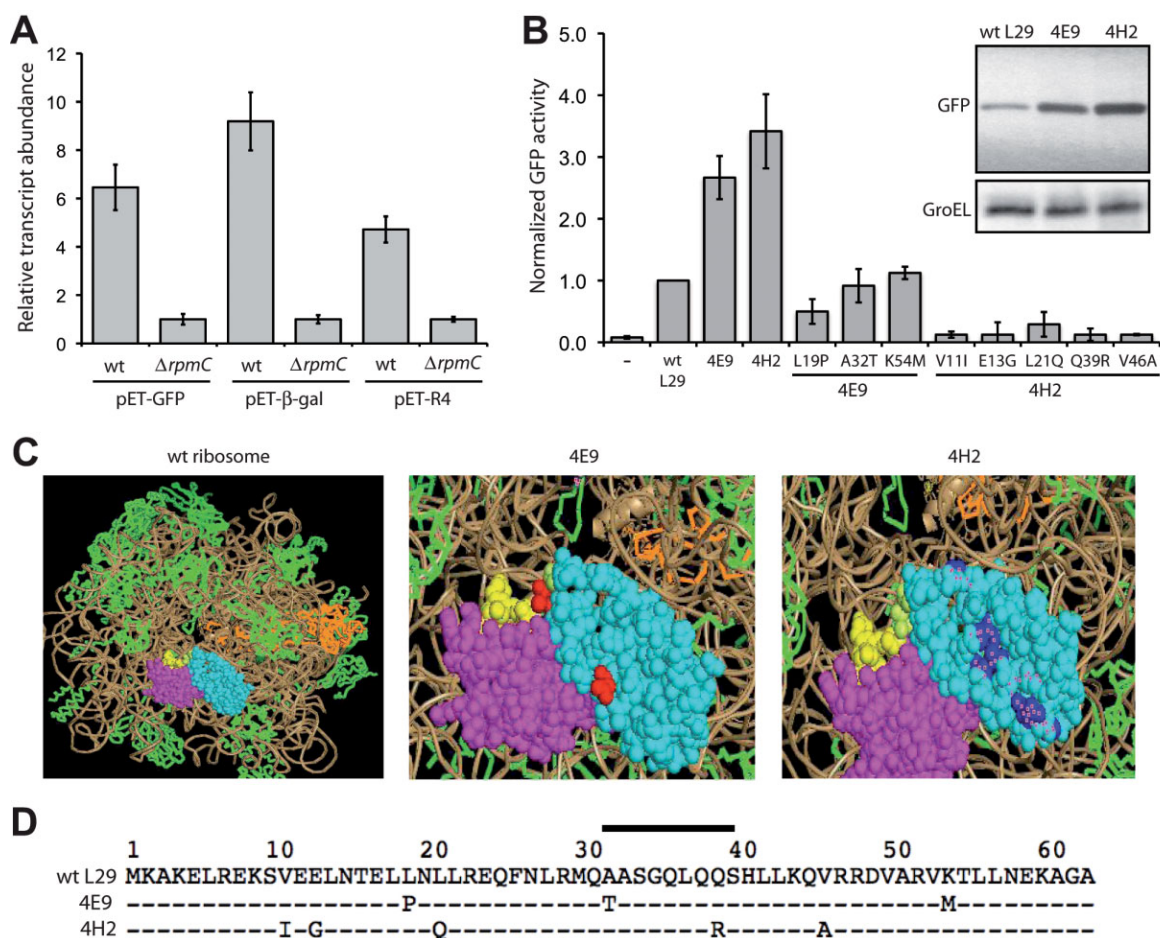 A
Relative transcript abundance
12
10
8
6
4
2
0
wt ΔrpmC wt ΔrpmC wt ΔrpmC
pET-GFP pET-β-gal pET-R4
B
Normalized GFP activity
5.0
4.0
3.0
2.0
1.0
0.0
– wt L29 4E9 4H2 L19P A32T K54M V11I E13G L21Q Q39R V46A
4E9 4H2
wt L29 4E9 4H2
GFP
GroEL
C
wt ribosome 4E9 4H2
D
1 10 20 30 40 50 60
wt L29 MKAKELREKSVEELNTELLNLLREQFNLRMQAASGQLQQSHLLKQVRRDVARVKTLLNEKAGA
4E9 ------------------P------------T---------------------M---------
4H2 ----------I-G-------Q-----------------R------A-----------------